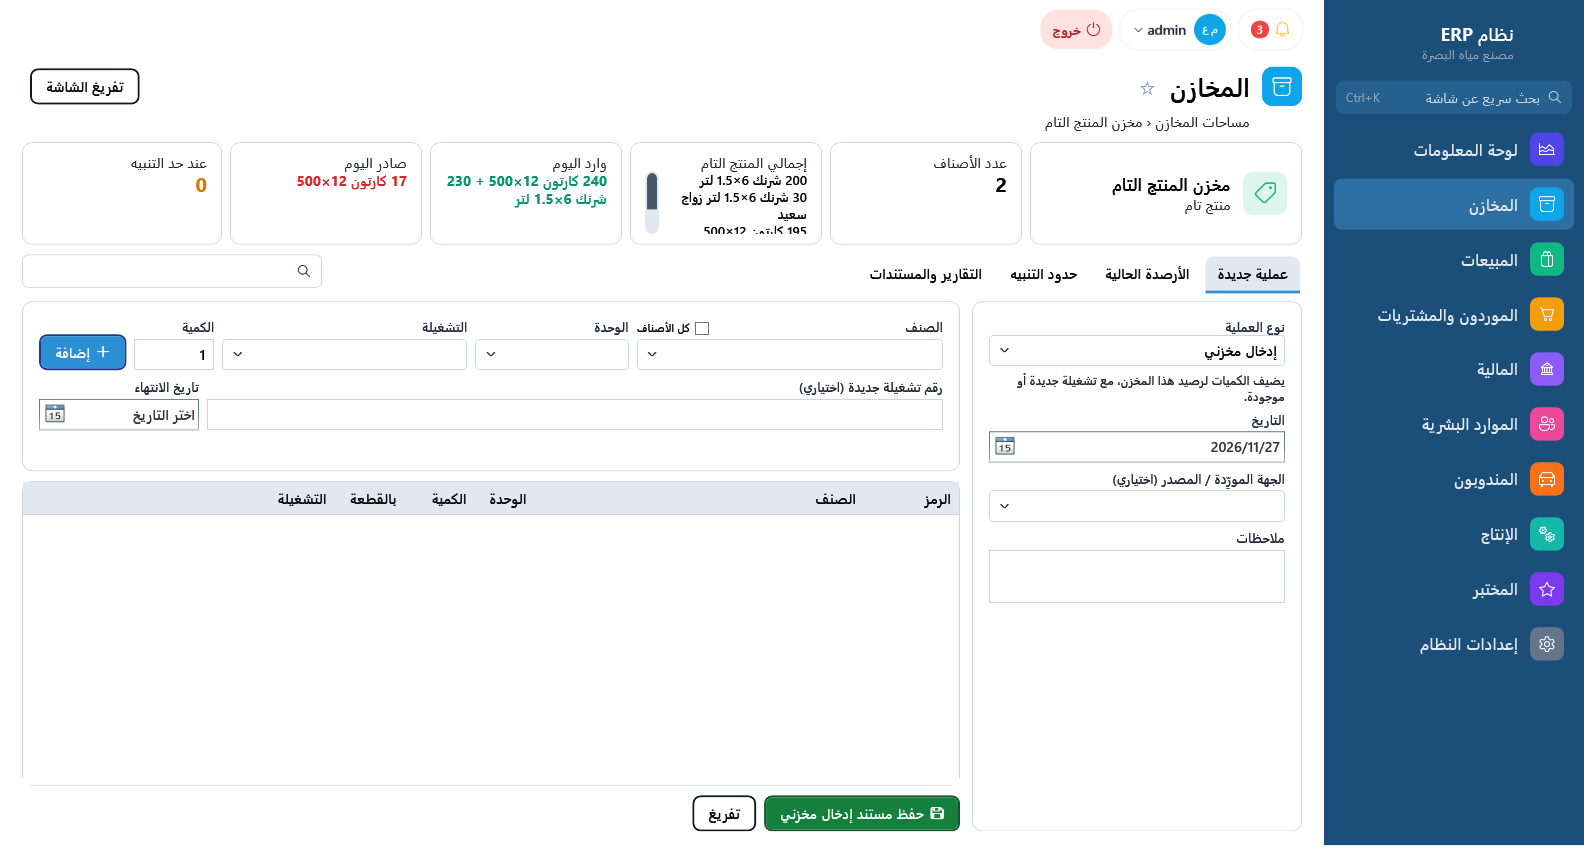 نظام ERP
مصنع مياه البصرة
بحث سريع عن شاشة
Ctrl+K
لوحة المعلومات
المخازن
المبيعات
الموردون والمشتريات
المالية
الموارد البشرية
المندوبون
الإنتاج
المختبر
إعدادات النظام
3
م ع
admin
خروج
المخازن
مساحات المخازن › مخزن المنتج التام
تفريغ الشاشة
مخزن المنتج التام
منتج تام
عدد الأصناف
2
إجمالي المنتج التام
200 شرنك 6×1.5 لتر
30 شرنك 6×1.5 لتر زواج
سعيد
195 كارتون 12×500
وارد اليوم
240 كارتون 12×500 + 230
شرنك 6×1.5 لتر
صادر اليوم
17 كارتون 12×500
عند حد التنبيه
0
عملية جديدة
الأرصدة الحالية
حدود التنبيه
التقارير والمستندات
نوع العملية
إدخال مخزني
يضيف الكميات لرصيد هذا المخزن، مع تشغيلة جديدة أو
موجودة.
التاريخ
2026/11/27
15
الجهة المورّدة / المصدر (اختياري)
ملاحظات
الصنف
كل الأصناف
الوحدة
التشغيلة
الكمية
1
إضافة
رقم تشغيلة جديدة (اختياري)
تاريخ الانتهاء
اختر التاريخ
15
الرمز
الصنف
الوحدة
الكمية
بالقطعة
التشغيلة
حفظ مستند إدخال مخزني
تفريغ